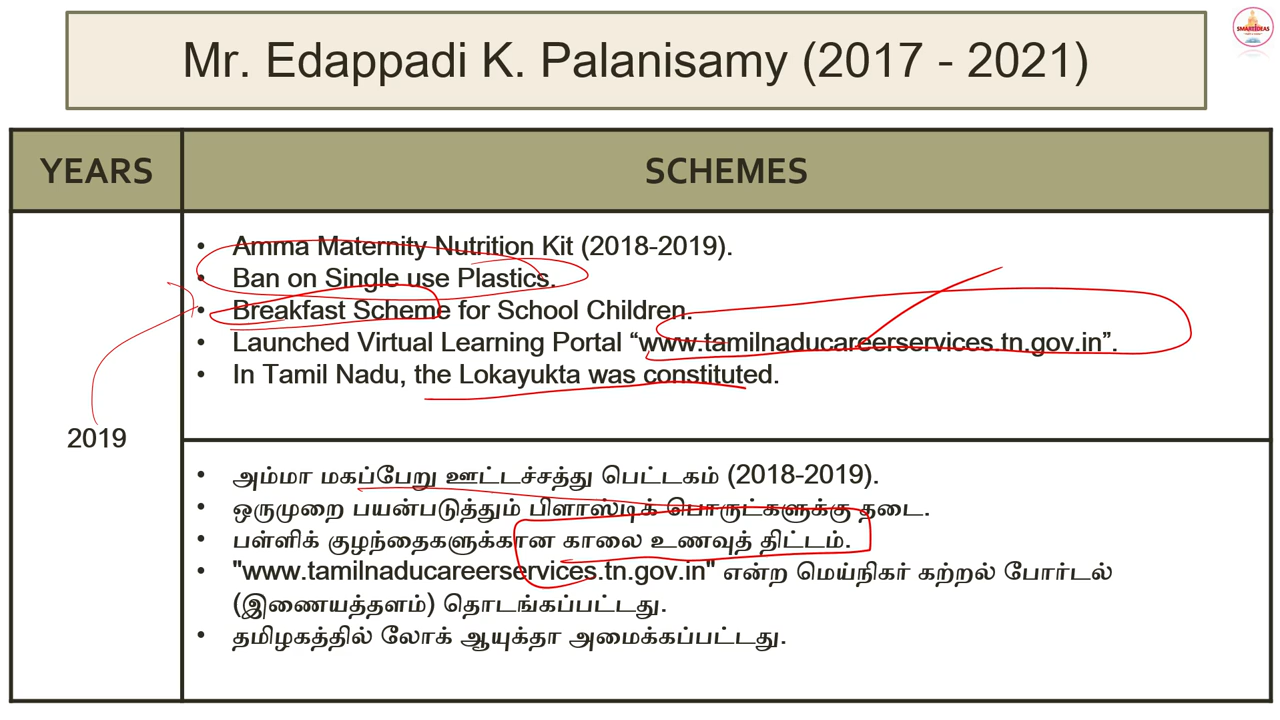 SMART IDEAS
Mr. Edappadi K. Palanisamy (2017 - 2021)
YEARS
SCHEMES
2019
• Amma Maternity Nutrition Kit (2018-2019).
• Ban on Single use Plastics.
• Breakfast Scheme for School Children.
• Launched Virtual Learning Portal “www.tamilnaducareerservices.tn.gov.in”.
• In Tamil Nadu, the Lokayukta was constituted.
• அம்மா மகப்பேறு ஊட்டச்சத்து பெட்டகம் (2018-2019).
• ஒருமுறை பயன்படுத்தும் பிளாஸ்டிக் பொருட்களுக்கு தடை.
• பள்ளிக் குழந்தைகளுக்கான காலை உணவுத் திட்டம்.
• "www.tamilnaducareerservices.tn.gov.in" என்ற மெய்நிகர் கற்றல் போர்டல்
(இணையத்தளம்) தொடங்கப்பட்டது.
• தமிழகத்தில் லோக் ஆயுக்தா அமைக்கப்பட்டது.